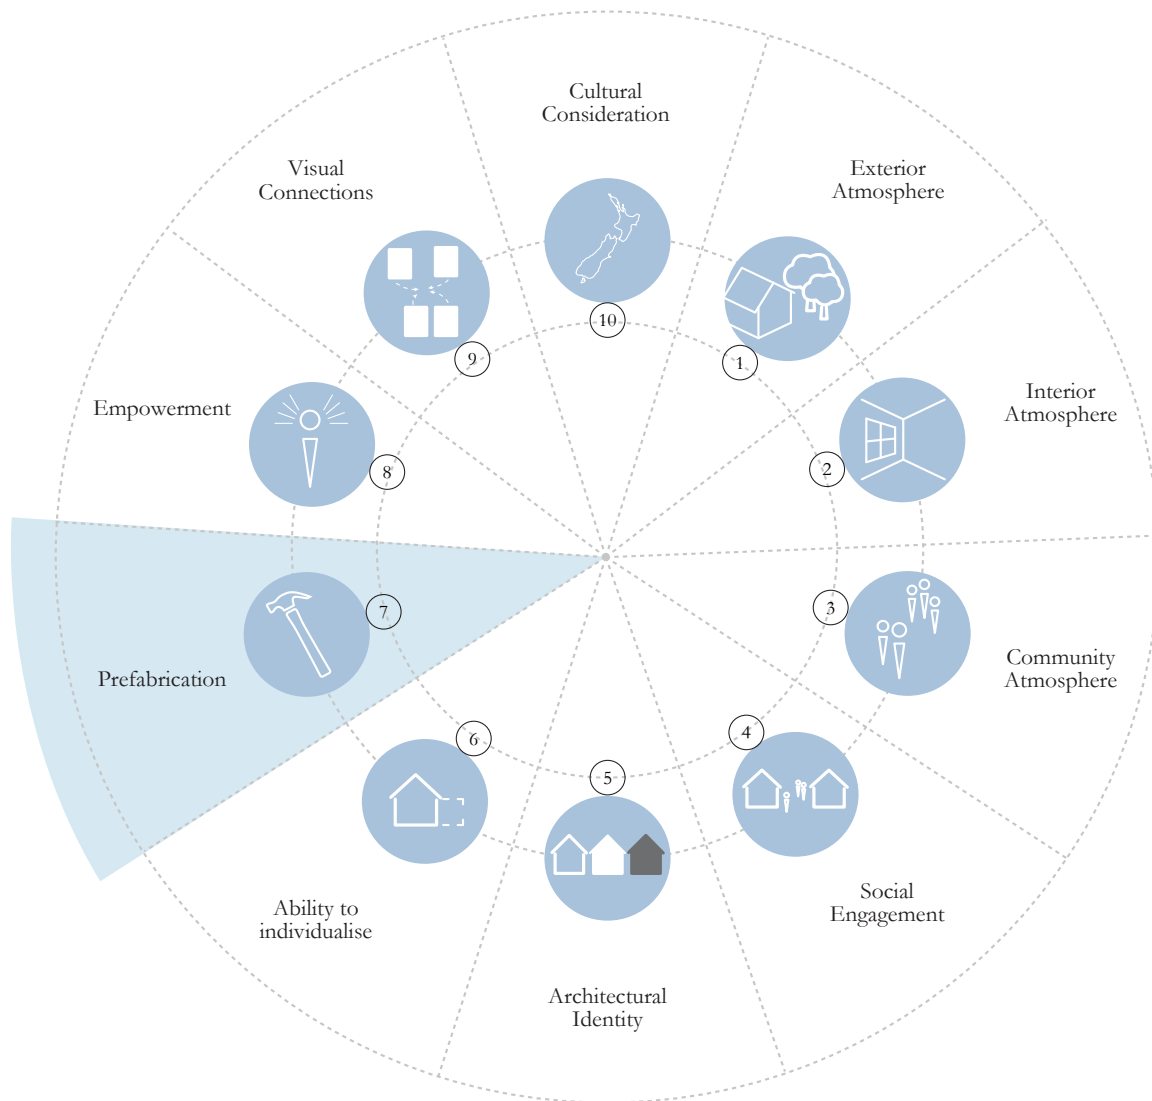 Cultural
Consideration
10
Exterior
Atmosphere
1
Interior
Atmosphere
2
Community
Atmosphere
3
Social
Engagement
4
Architectural
Identity
5
Ability to
individualise
6
Prefabrication
7
Empowerment
8
Visual
Connections
9